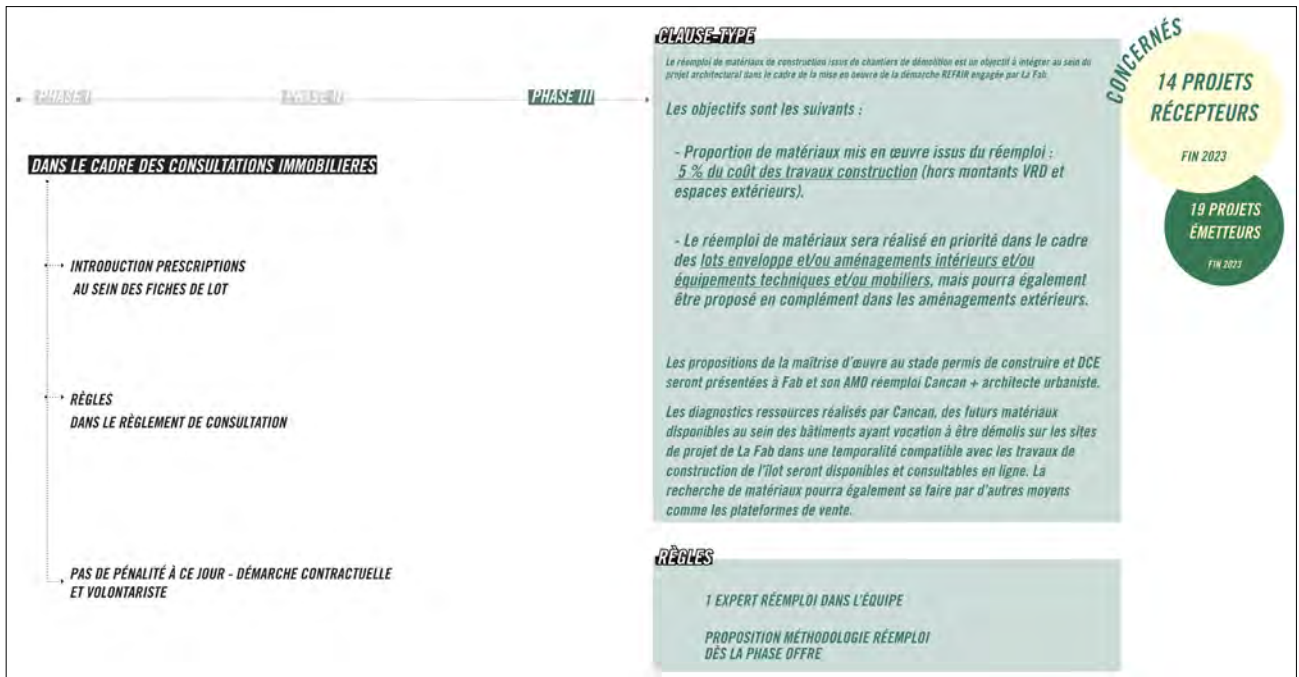 PHASE I
PHASE II
PHASE III
DANS LE CADRE DES CONSULTATIONS IMMOBILIERES
INTRODUCTION PRESCRIPTIONS
AU SEIN DES FICHES DE LOT
RÈGLES
DANS LE RÈGLEMENT DE CONSULTATION
PAS DE PÉNALITÉ À CE JOUR - DÉMARCHE CONTRACTUELLE
ET VOLONTARISTE
CLAUSE-TYPE
Le réemploi de matériaux de construction issus de chantiers de démolition est un objectif à intégrer au sein du
projet architectural dans le cadre de la mise en oeuvre de la démarche REFAIR engagée par La Fab.
Les objectifs sont les suivants :
- Proportion de matériaux mis en œuvre issus du réemploi :
5 % du coût des travaux construction (hors montants VRD et
espaces extérieurs).
- Le réemploi de matériaux sera réalisé en priorité dans le cadre
des lots enveloppe et/ou aménagements intérieurs et/ou
équipements techniques et/ou mobiliers, mais pourra également
être proposé en complément dans les aménagements extérieurs.
Les propositions de la maîtrise d'œuvre au stade permis de construire et DCE
seront présentées à Fab et son AMO réemploi Cancan + architecte urbaniste.
Les diagnostics ressources réalisés par Cancan, des futurs matériaux
disponibles au sein des bâtiments ayant vocation à être démolis sur les sites
de projet de La Fab dans une temporalité compatible avec les travaux de
construction de l'îlot seront disponibles et consultables en ligne. La
recherche de matériaux pourra également se faire par d'autres moyens
comme les plateformes de vente.
RÈGLES
1 EXPERT RÉEMPLOI DANS L'ÉQUIPE
PROPOSITION MÉTHODOLOGIE RÉEMPLOI
DÈS LA PHASE OFFRE
CONCERNÉS
14 PROJETS
RÉCEPTEURS
FIN 2023
19 PROJETS
ÉMETTEURS
FIN 2023